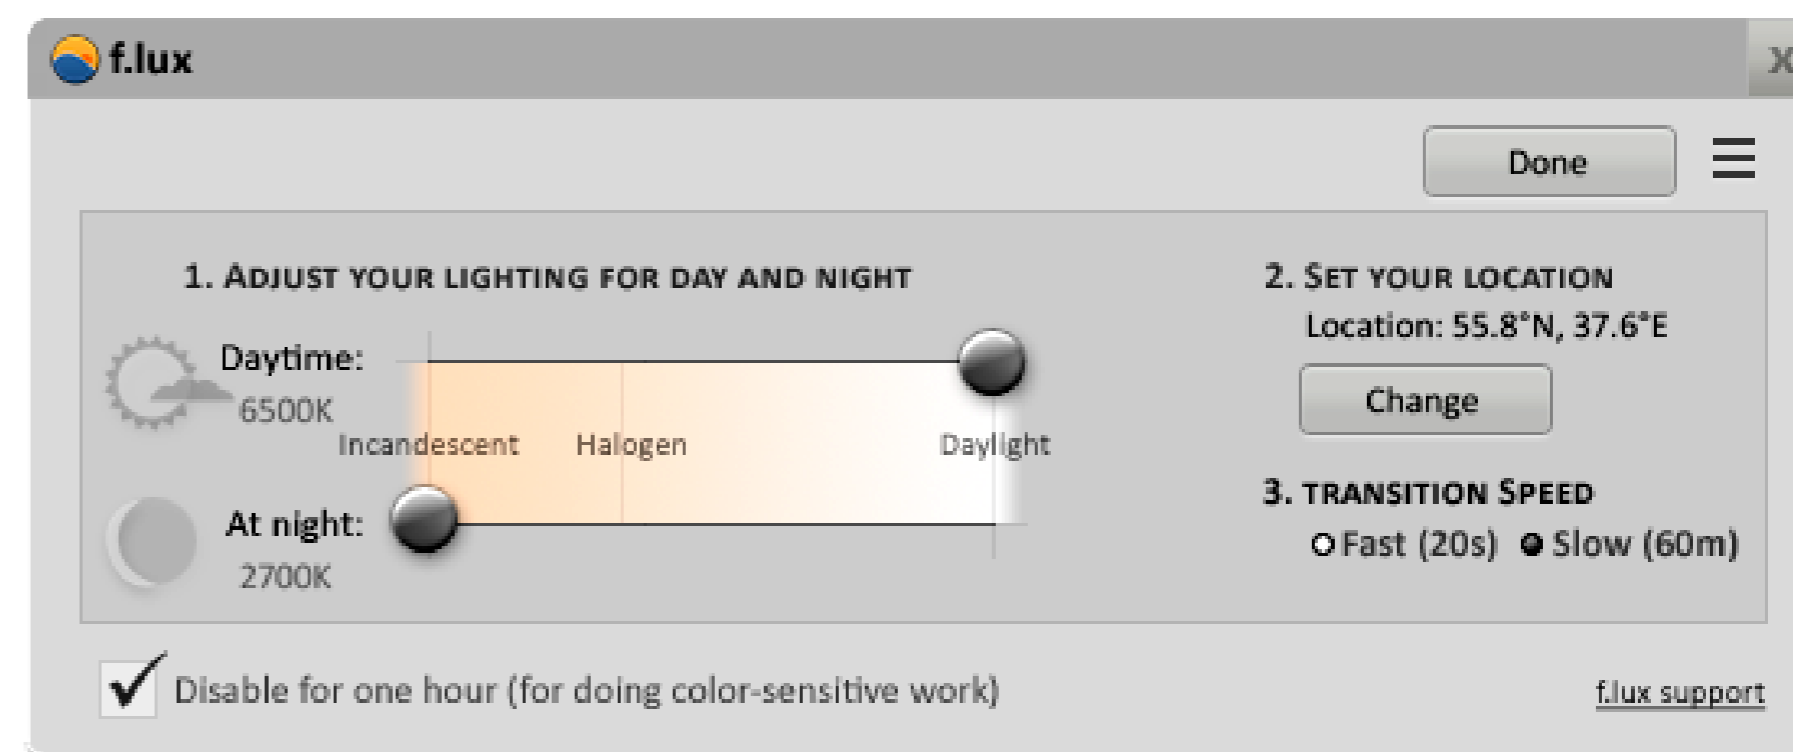 f.lux
X
Done
1. ADJUST YOUR LIGHTING FOR DAY AND NIGHT
Daytime:
6500K
Incandescent Halogen Daylight
At night:
2700K
2. SET YOUR LOCATION
Location: 55.8°N, 37.6°E
Change
3. TRANSITION SPEED
Fast (20s) Slow (60m)
Disable for one hour (for doing color-sensitive work)
f.lux support